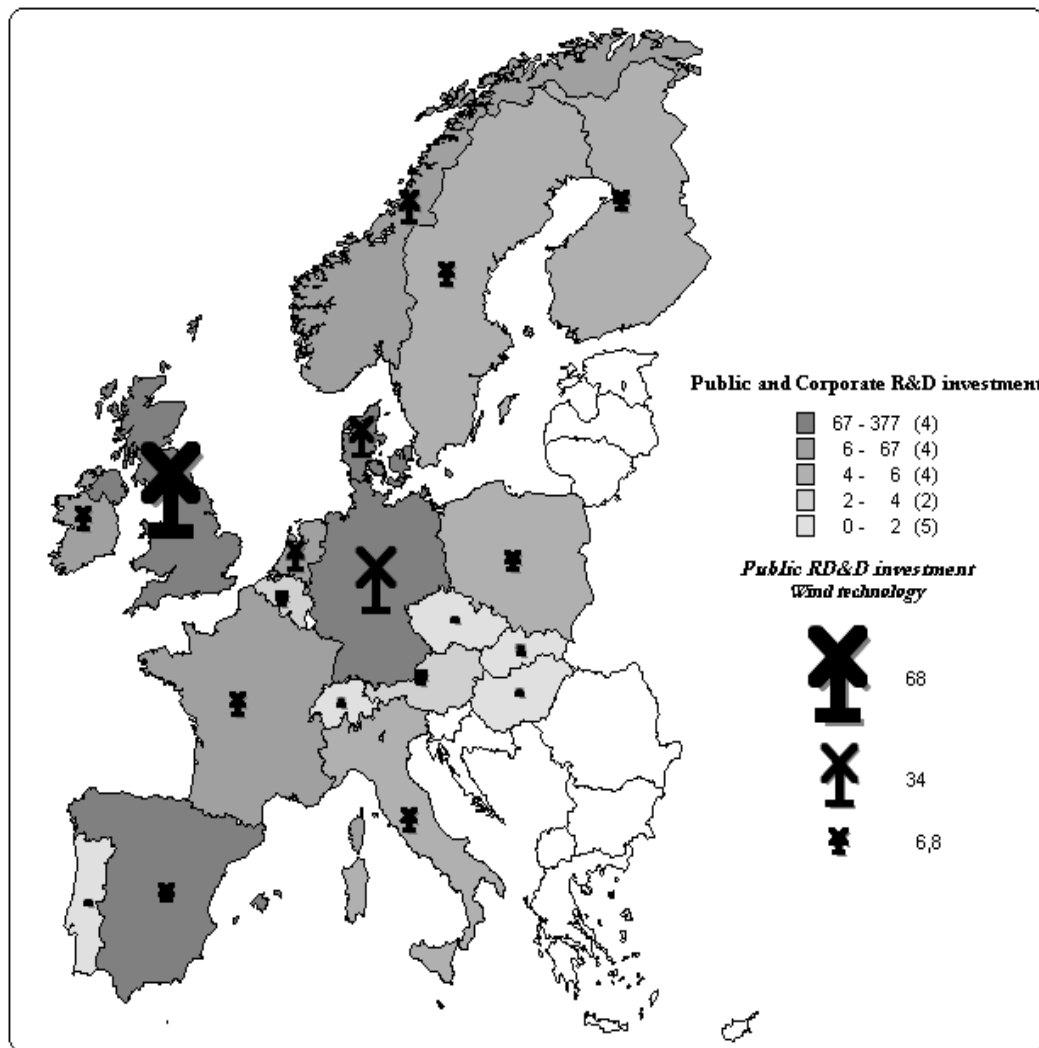 Public and Corporate R&D investment
67 - 377 (4)
6 - 67 (4)
4 - 6 (4)
2 - 4 (2)
0 - 2 (5)
Public RD&D investment
Wind technology
68
34
6,8